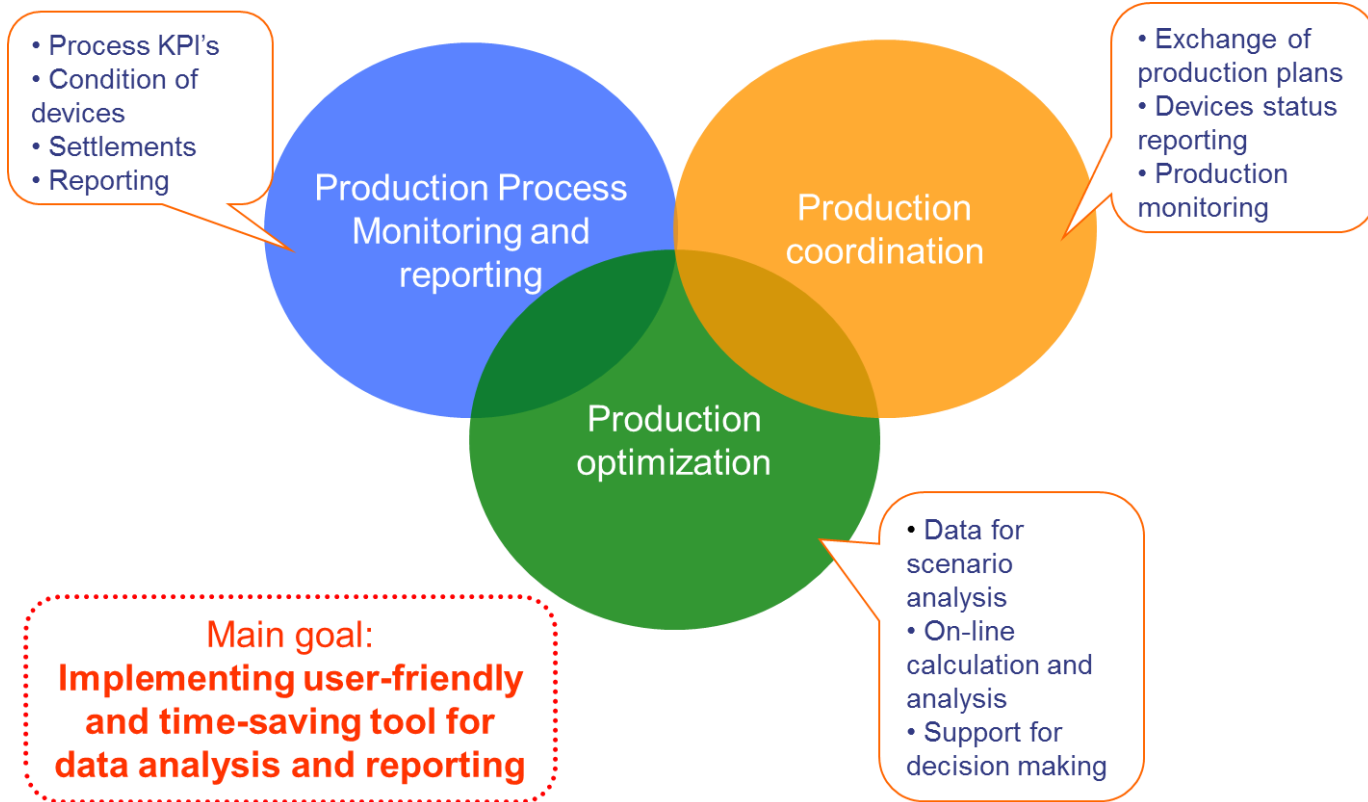 • Process KPI's
• Condition of
devices
• Settlements
• Reporting
Production Process
Monitoring and
reporting
Production
coordination
• Exchange of
production plans
• Devices status
reporting
• Production
monitoring
Production
optimization
• Data for
scenario
analysis
• On-line
calculation and
analysis
• Support for
decision making
Main goal:
Implementing user-friendly
and time-saving tool for
data analysis and reporting